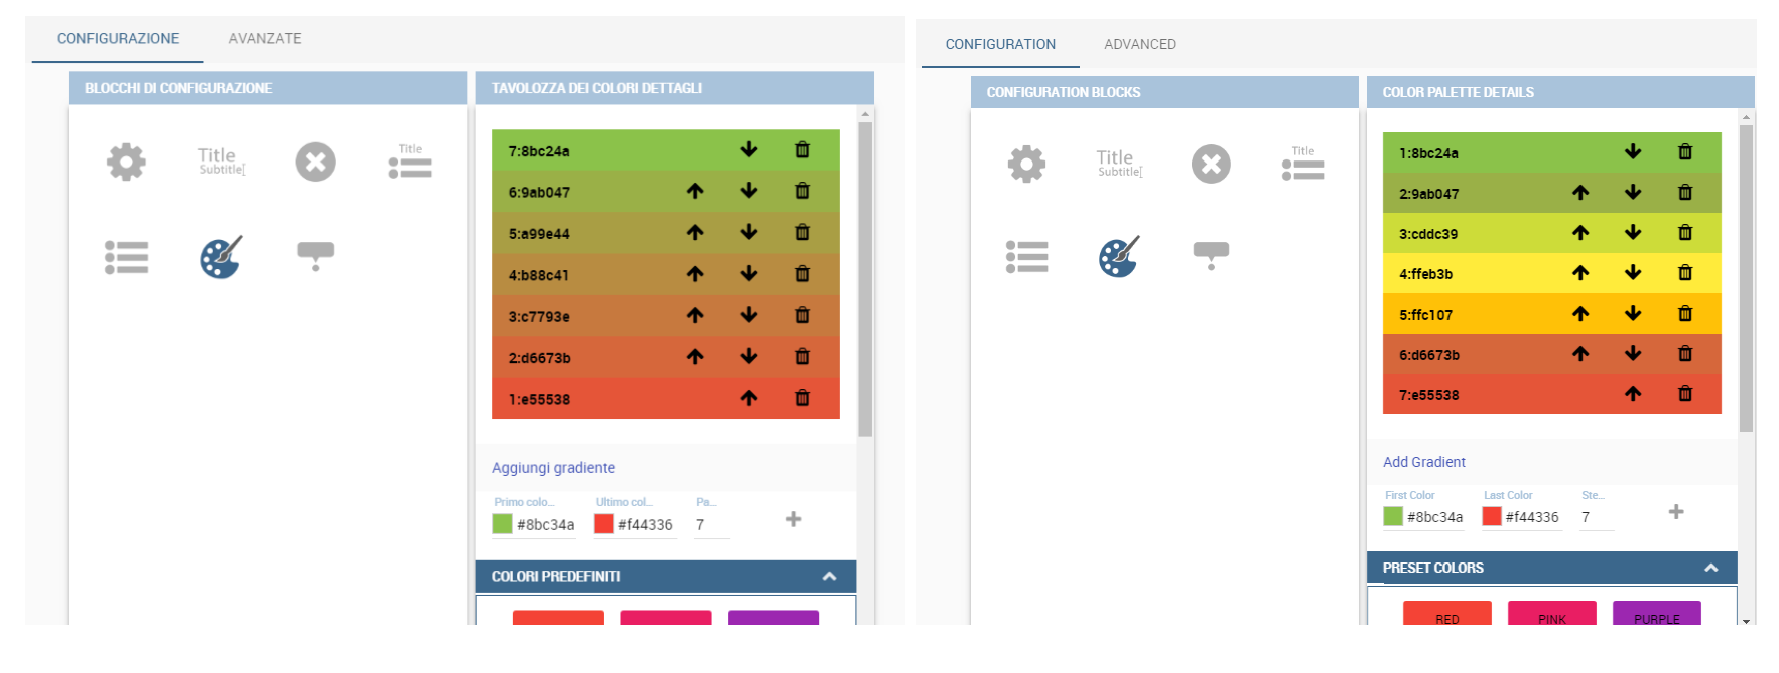 CONFIGURAZIONE AVANZATE
BLOCCHI DI CONFIGURAZIONE
Title
Subtitle
Title
TAVOLOZZA DEI COLORI DETTAGLI
7:8bc24a
6:9ab047
5:a99e44
4:b88c41
3:c7793e
2:d6673b
1:e55538
Aggiungi gradiente
Primo colo... Ultimo col... Pa...
#8bc34a #f44336 7
COLORI PREDEFINITI
CONFIGURATION ADVANCED
CONFIGURATION BLOCKS
Title
Subtitle
Title
COLOR PALETTE DETAILS
1:8bc24a
2:9ab047
3:cddc39
4:ffeb3b
5:ffc107
6:d6673b
7:e55538
Add Gradient
First Color Last Color Ste...
#8bc34a #f44336 7
PRESET COLORS
RED PINK PURPLE